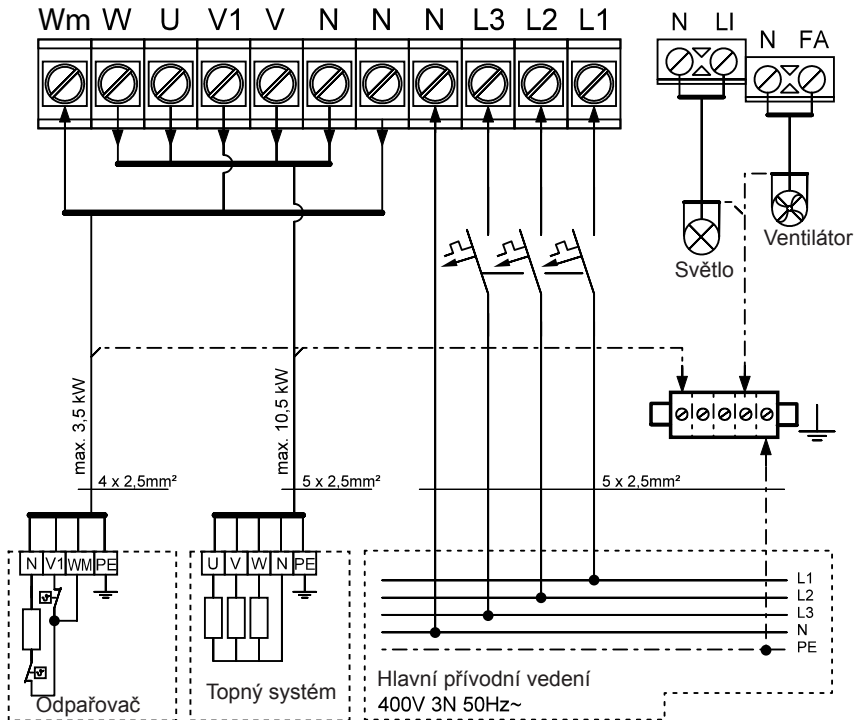 Wm W U V1 V N N N L3 L2 L1
N LI
N FA
Ventilátor
Světlo
max. 3,5 kW
max. 10,5 kW
4 x 2,5mm²
5 x 2,5mm²
5 x 2,5mm²
N V1 WM PE
U V W N PE
L1
L2
L3
N
PE
Odpařovač
Topný systém
Hlavní přívodní vedení
400V 3N 50Hz~